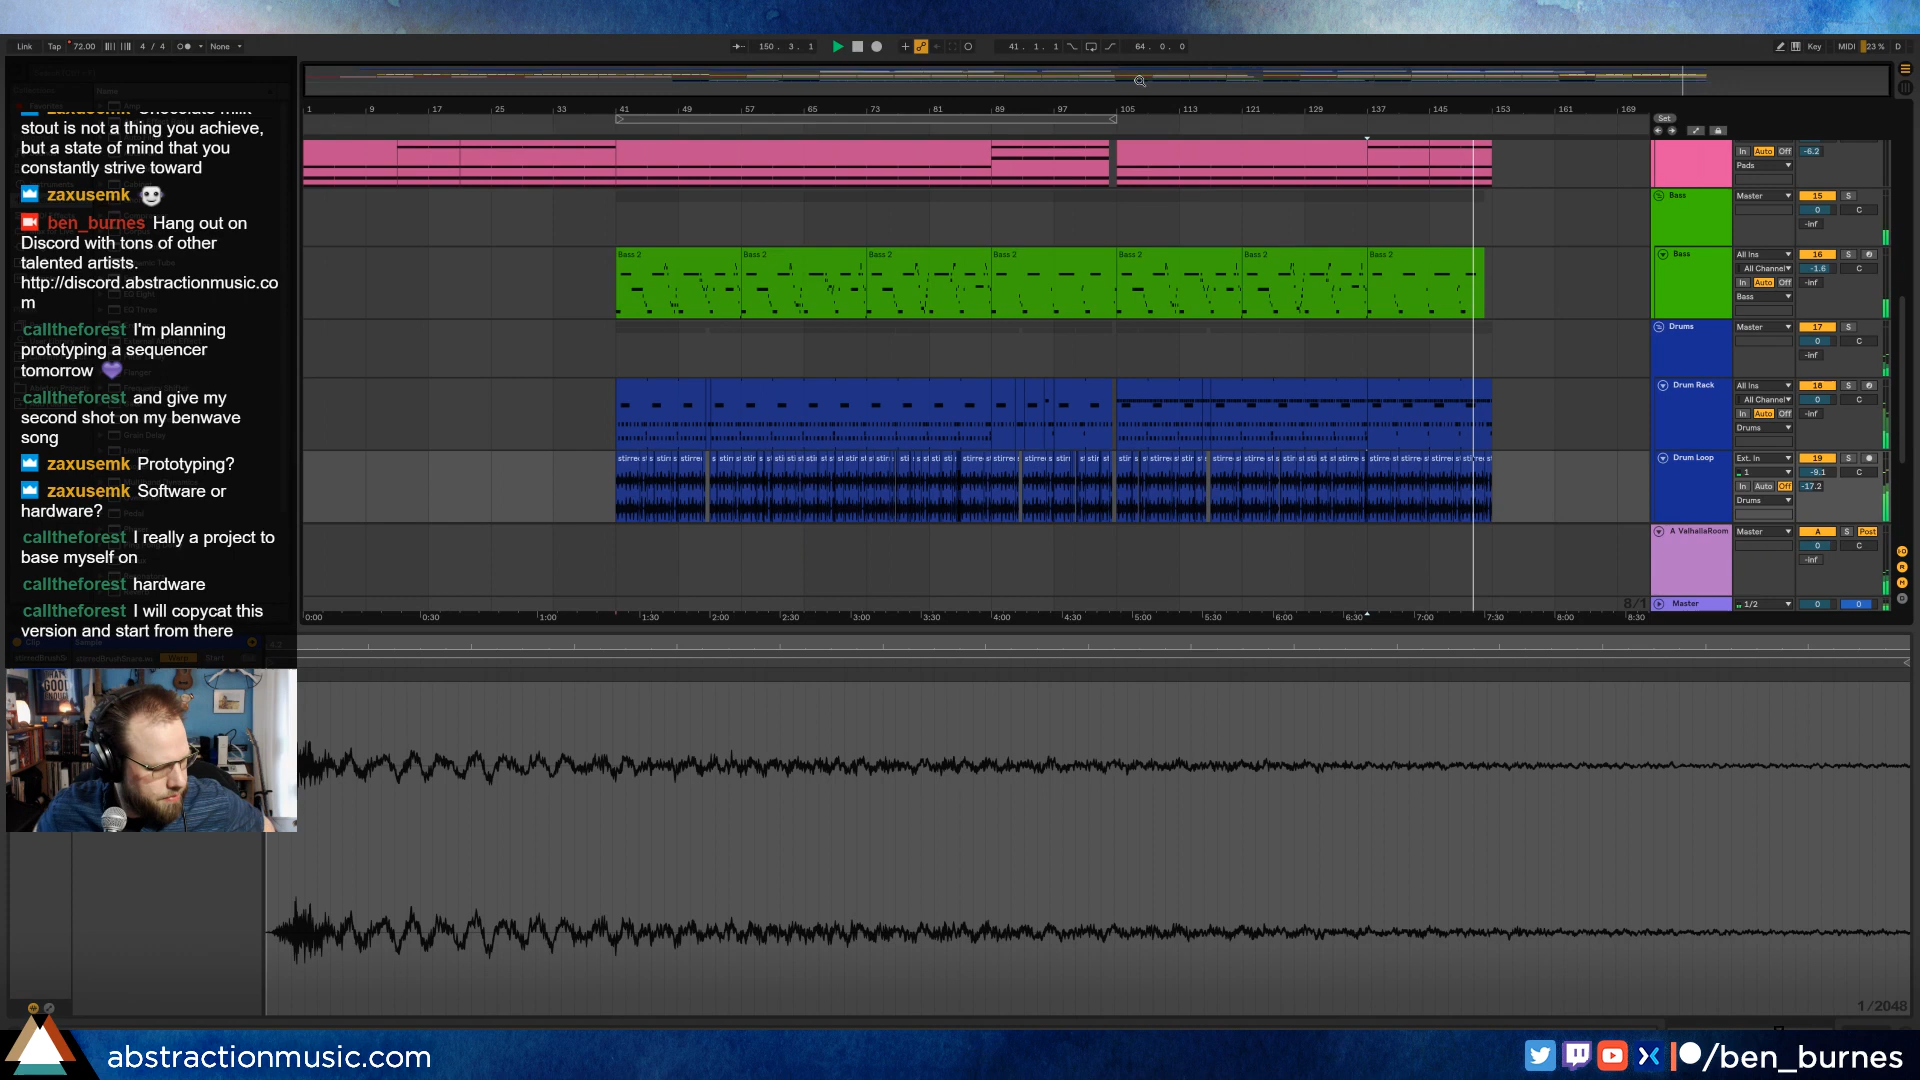 Link Tap 72.00 4 / 4 None 150 . 3 . 1 41 . 1 . 1 64 . 0 . 0 Key MIDI 23 % D
1 9 17 25 33 41 49 57 65 73 81 89 97 105 113 121 129 137 145 153 161 169
Set
stout is not a thing you achieve,
but a state of mind that you
constantly strive toward
zaxusemk
ben_burnes Hang out on
Discord with tons of other
talented artists.
http://discord.abstractionmusic.co
m
calltheforest I'm planning
prototyping a sequencer
tomorrow
calltheforest and give my
second shot on my benwave
song
zaxusemk Prototyping?
zaxusemk Software or
hardware?
calltheforest I really a project to
base myself on
calltheforest hardware
calltheforest I will copycat this
version and start from there
In Auto Off -6.2
Pads
Bass Master 15 S
0 C
-inf
Bass 2 Bass 2 Bass 2 Bass 2 Bass 2 Bass 2 Bass 2
Bass All Ins 16 S
All Channel -1.6 C
In Auto Off -inf
Bass
Drums Master 17 S
0 C
-inf
Drum Rack All Ins 18 S
All Channel 0 C
In Auto Off -inf
Drums
Drum Loop Ext. In 19 S
1 -9.1 C
In Auto Off -17.2
Drums
A ValhallaRoom Master A S Post
0 C
-inf
8/1 Master 1/2 0 0
0:00 0:30 1:00 1:30 2:00 2:30 3:00 3:30 4:00 4:30 5:00 5:30 6:00 6:30 7:00 7:30 8:00 8:30
Clip Sample
Warp Start
1/2048
abstractionmusic.com
/ben_burnes